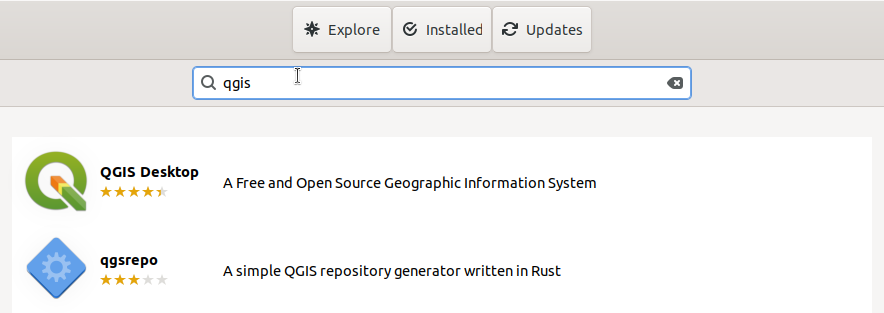 Explore Installed Updates
qgis
QGIS Desktop
A Free and Open Source Geographic Information System
qgsrepo
A simple QGIS repository generator written in Rust